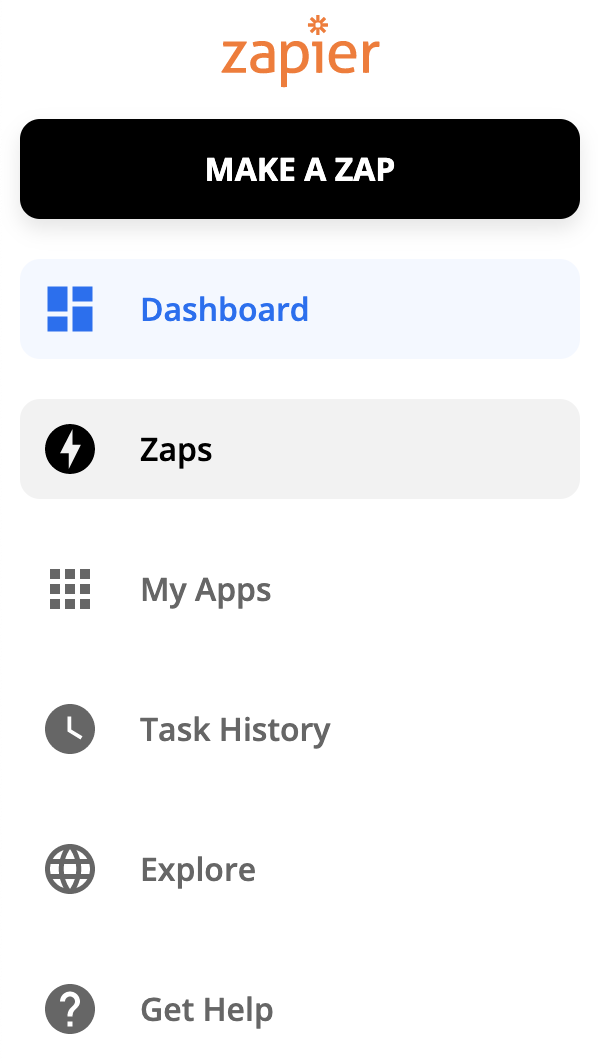 zapier
MAKE A ZAP
Dashboard
Zaps
My Apps
Task History
Explore
Get Help